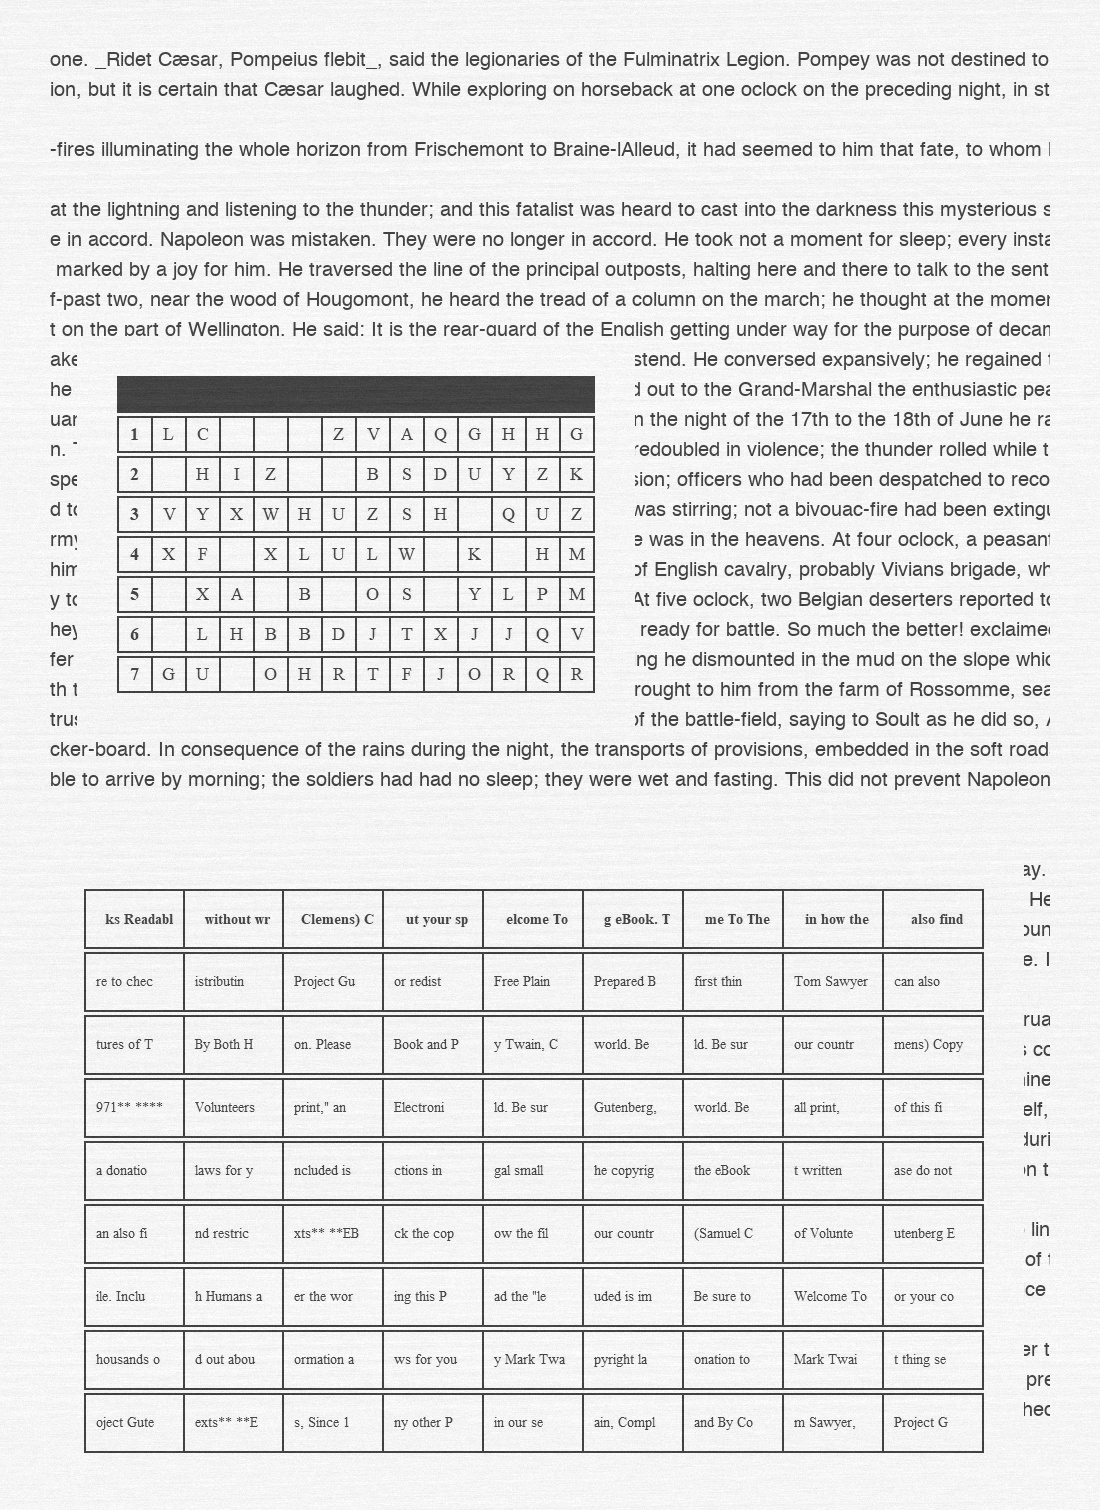 one. _Ridet Cæsar, Pompeius flebit_, said the legionaries of the Fulminatrix Legion. Pompey was not destined to
ion, but it is certain that Cæsar laughed. While exploring on horseback at one oclock on the preceding night, in st
-fires illuminating the whole horizon from Frischemont to Braine-lAlleud, it had seemed to him that fate, to whom
at the lightning and listening to the thunder; and this fatalist was heard to cast into the darkness this mysterious s
e in accord. Napoleon was mistaken. They were no longer in accord. He took not a moment for sleep; every insta
marked by a joy for him. He traversed the line of the principal outposts, halting here and there to talk to the sent
f-past two, near the wood of Hougomont, he heard the tread of a column on the march; he thought at the momen
t on the part of Wellington. He said: It is the rear-guard of the English getting under way for the purpose of decam
ake stend. He conversed expansively; he regained
he d out to the Grand-Marshal the enthusiastic pea
uar n the night of the 17th to the 18th of June he ra
n. redoubled in violence; the thunder rolled while t
spe sion; officers who had been despatched to reco
d to was stirring; not a bivouac-fire had been extingu
rmy e was in the heavens. At four oclock, a peasant
him of English cavalry, probably Vivians brigade, wh
y to At five oclock, two Belgian deserters reported to
hey ready for battle. So much the better! exclaimed
fer ng he dismounted in the mud on the slope whic
th t rought to him from the farm of Rossomme, sea
trus of the battle-field, saying to Soult as he did so,
1 L C Z V A Q G H H G
2 H I Z B S D U Y Z K
3 V Y X W H U Z S H Q U Z
4 X F X L U L W K H M
5 X A B O S Y L P M
6 L H B B D J T X J J Q V
7 G U O H R T F J O R Q R
cker-board. In consequence of the rains during the night, the transports of provisions, embedded in the soft road
ble to arrive by morning; the soldiers had had no sleep; they were wet and fasting. This did not prevent Napoleon
ks Readabl without wr Clemens) C ut your sp elcome To g eBook. T me To The in how the also find
re to chec istributin Project Gu or redist Free Plain Prepared B first thin Tom Sawyer can also
tures of T By Both H on. Please Book and P y Twain, C world. Be ld. Be sur our countr mens) Copy
971** **** Volunteers print," an Electroni ld. Be sur Gutenberg, world. Be all print, of this fi
a donatio laws for y ncluded is ctions in gal small he copyrig the eBook t written ase do not
an also fi nd restric xts** **EB ck the cop ow the fil our countr (Samuel C of Volunte utenberg E
ile. Inclu h Humans a er the wor ing this P ad the "le uded is im Be sure to Welcome To or your co
housands o d out abou ormation a ws for you y Mark Twa pyright la onation to Mark Twai t thing se
oject Gute exts** **E s, Since 1 ny other P in our se ain, Compl and By Co m Sawyer, Project G
ay.
He
oun
e. I
rua
s co
ine
elf,
duri
on t
lin
of t
ce
er t
pre
hed